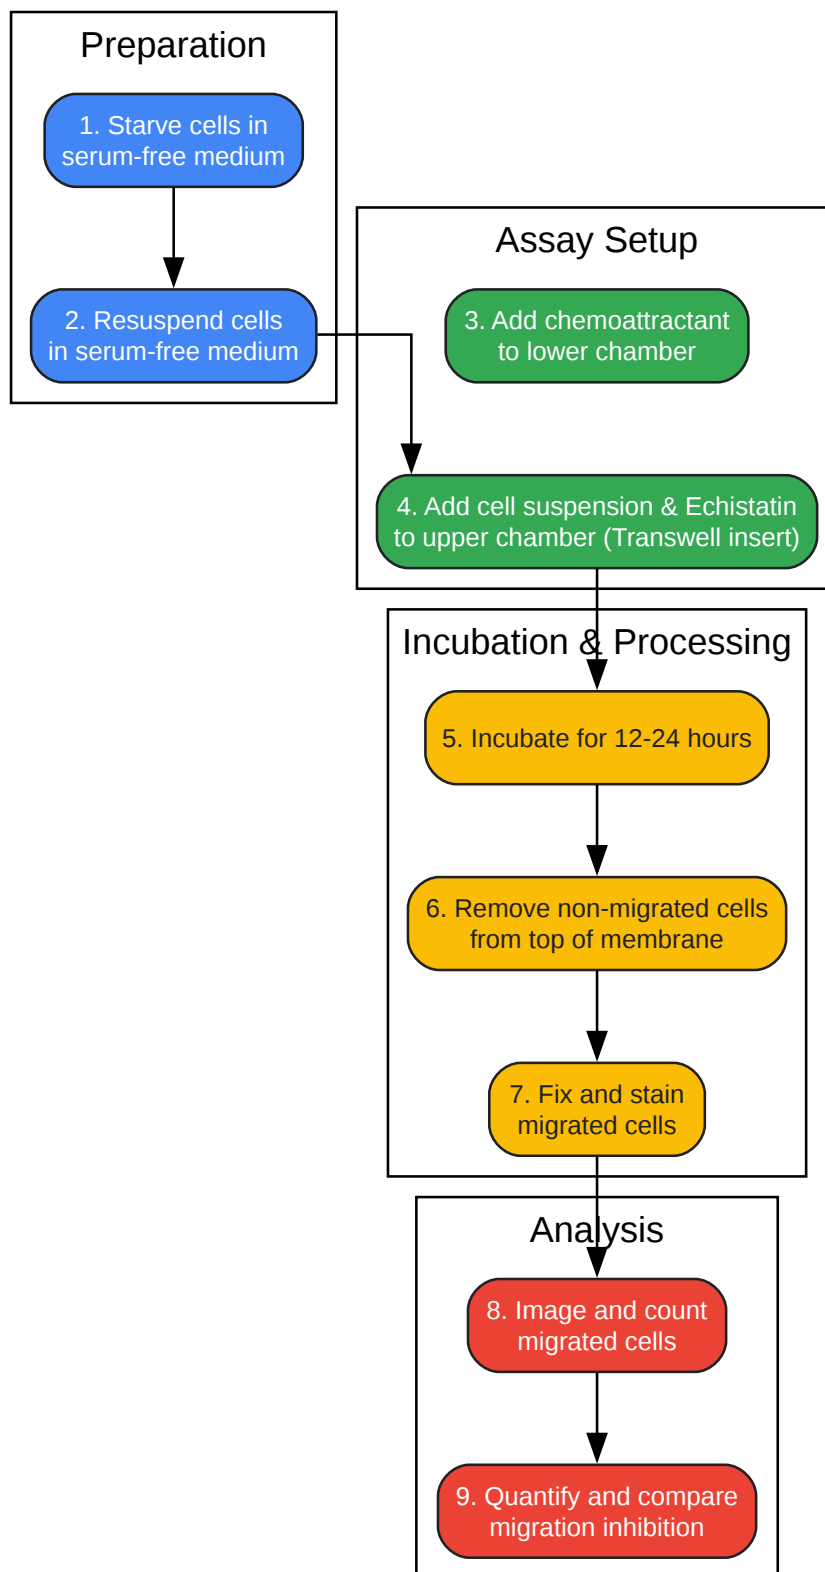 Preparation
1. Starve cells in
serum-free medium
2. Resuspend cells
in serum-free medium
Assay Setup
3. Add chemoattractant
to lower chamber
4. Add cell suspension & Echistatin
to upper chamber (Transwell insert)
Incubation & Processing
5. Incubate for 12-24 hours
6. Remove non-migrated cells
from top of membrane
7. Fix and stain
migrated cells
Analysis
8. Image and count
migrated cells
9. Quantify and compare
migration inhibition